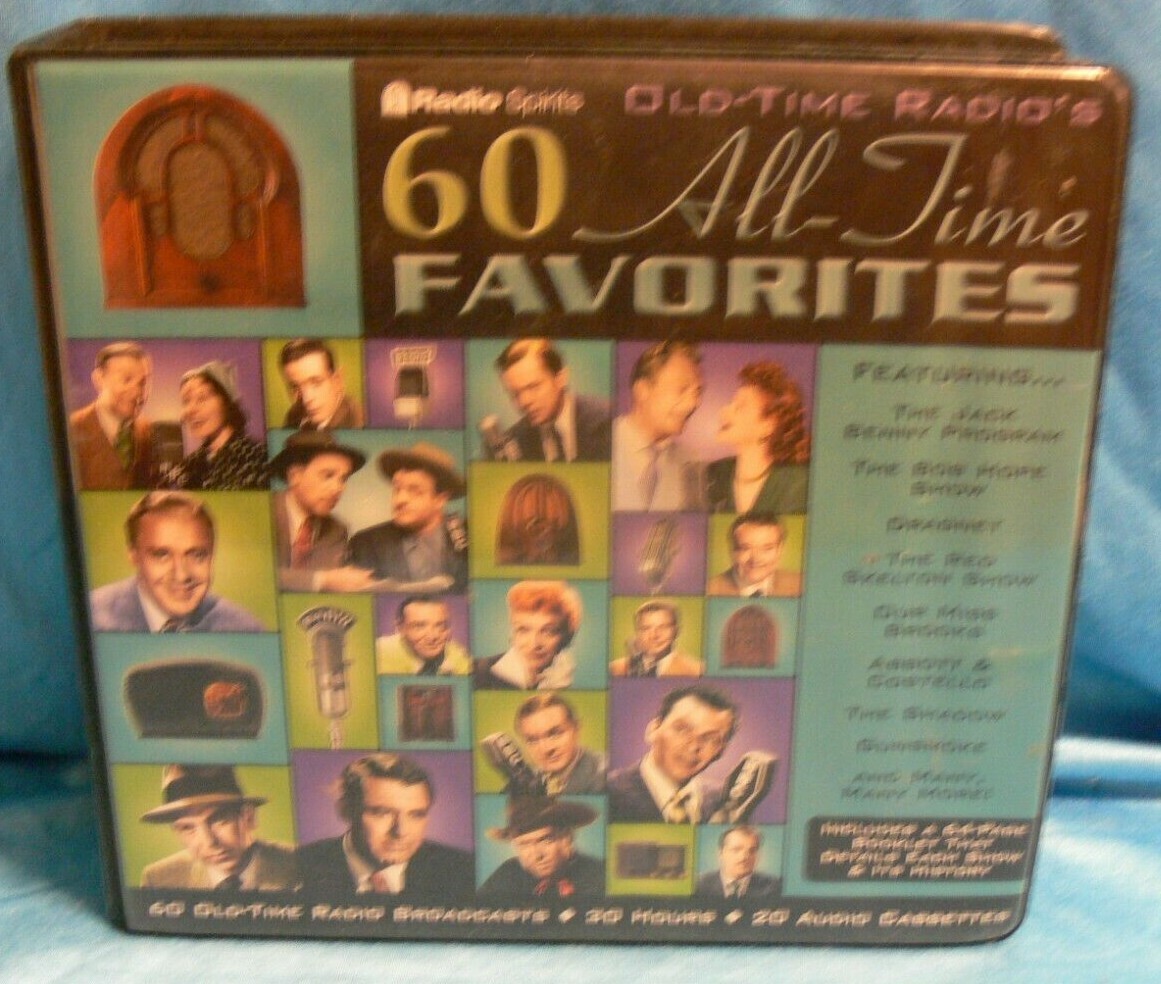 Radio Spirits
OLD-TIME RADIO'S
60 All-Time
FAVORITES
FEATURING...
THE JACK
BENNY PROGRAM
THE BOB HOPE
SHOW
DRAGNET
THE RED
SKELTON SHOW
OUR MISS
BROOKS
ABBOTT &
COSTELLO
THE SHADOW
GUNSMOKE
AND MANY,
MANY MORE!
INCLUDES A 64-PAGE
BOOKLET THAT
DETAILS EACH SHOW
& ITS HISTORY
60 OLD-TIME RADIO BROADCASTS ♦ 30 HOURS ♦ 20 AUDIO CASSETTES